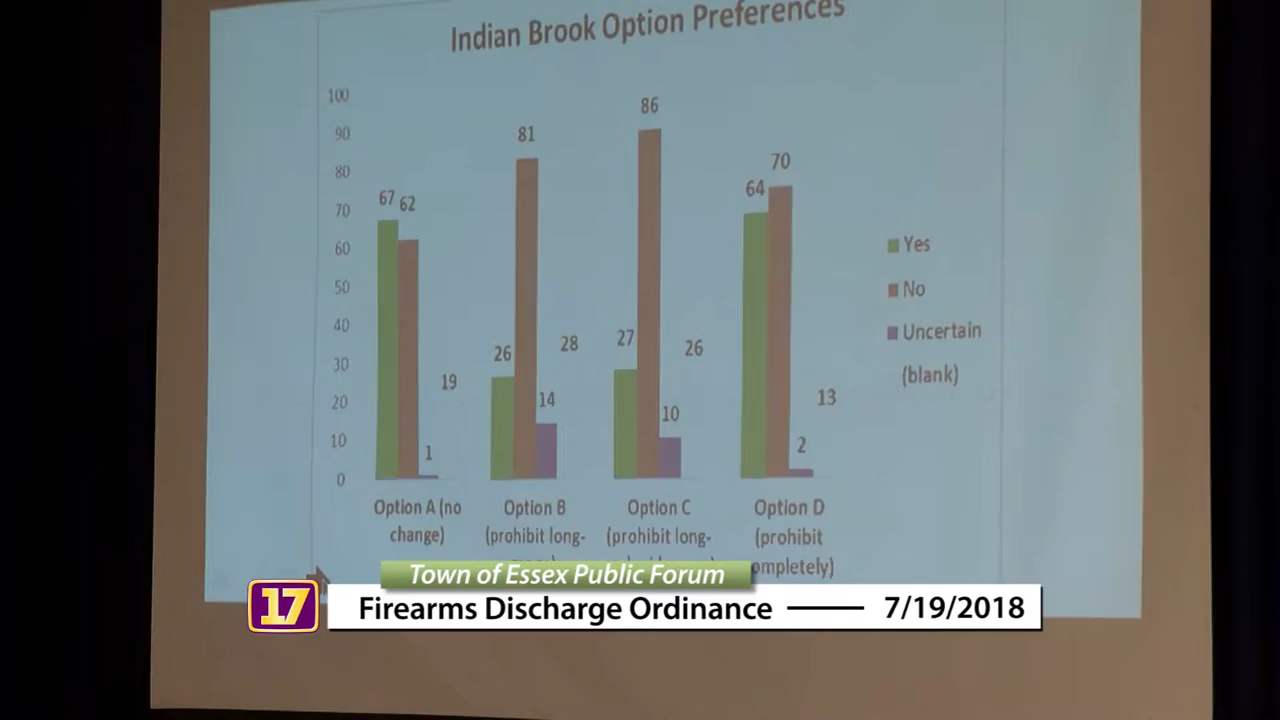 Indian Brook Option Preferences
100
90
80
70
60
50
40
30
20
10
0
67 62 1 19
26 81 14 28
27 86 10 26
64 70 2 13
Option A (no
change)
Option B
(prohibit long-
Option C
(prohibit long-
Option D
(prohibit
ompletely)
Yes
No
Uncertain
(blank)
Town of Essex Public Forum
17 Firearms Discharge Ordinance 7/19/2018